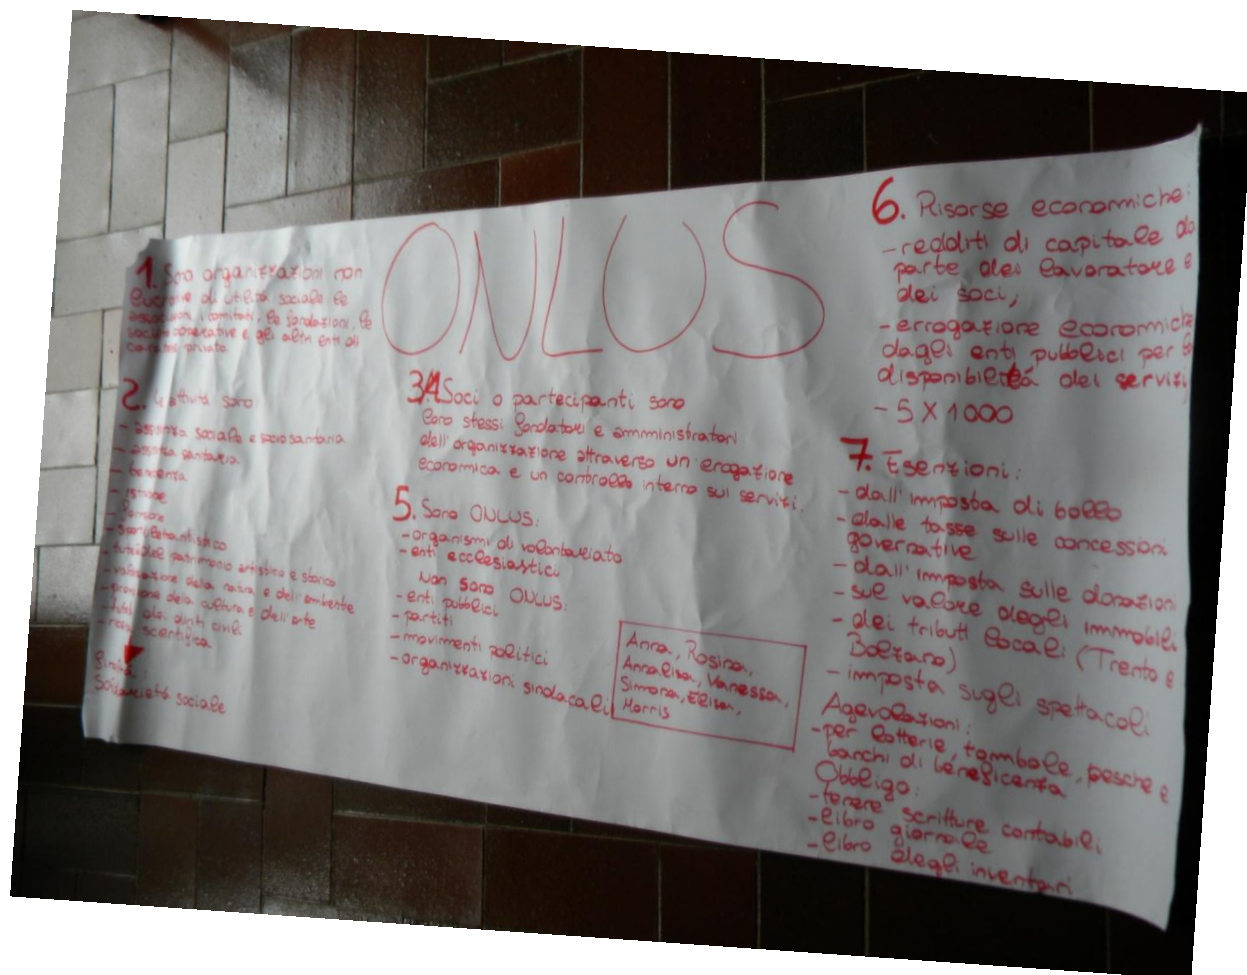 ONLUS
1. Sono organizzazioni non
lucrative di utilità sociale le
associazioni, i comitati, le fondazioni, le
società cooperative e gli altri enti di
carattere privato
2. Le attività sono:
- assistenza sociale e socio sanitaria
- assistenza sanitaria
- beneficenza
- istruzione
- formazione
- sport dilettantistico
- tutela del patrimonio artistico e storico
- valorizzazione della natura e dell'ambiente
- promozione della cultura e dell'arte
- tutela dei diritti civili
- ricerca scientifica
Finalità:
Solidarietà sociale
3/4 Soci o partecipanti sono
loro stessi fondatori e amministratori
dell'organizzazione attraverso un'erogazione
economica e un controllo interno sui servizi.
5. Sono ONLUS:
- organismi di volontariato
- enti ecclesiastici
Non sono ONLUS:
- enti pubblici
- partiti
- movimenti politici
- organizzazioni sindacali
Anna, Rosina,
Annalisa, Vanessa,
Simona, Elisa,
Morris
6. Risorse economiche:
- redditi di capitale da
parte dei lavoratore e
dei soci;
- errogazione economiche
dagli enti pubblici per la
disponibilità dei servizi
- 5 X 1000
7. Esenzioni:
- dall'imposta di bollo
- dalle tasse sulle concessioni
governative
- dall'imposta sulle donazioni
- sul valore degli immobili
- dei tributi locali (Trento e
Bolzano)
- imposta sugli spettacoli
Agevolazioni:
- per lotterie, tombole, pesche e
banchi di beneficenza
Obbligo:
- tenere scritture contabili
- libro giornale
- libro degli inventari